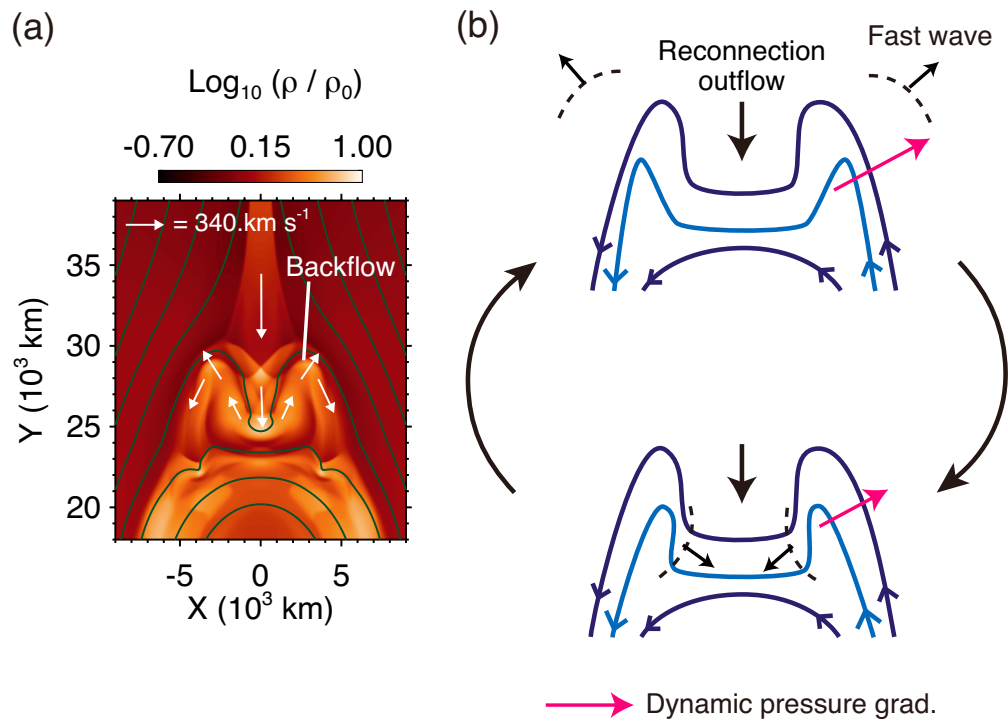 (a)
Log₁₀ (ρ / ρ₀)
-0.70 0.15 1.00
= 340.km s⁻¹
Backflow
35
30
25
20
Y (10³ km)
-5 0 5
X (10³ km)
(b)
Reconnection
outflow
Fast wave
Dynamic pressure grad.